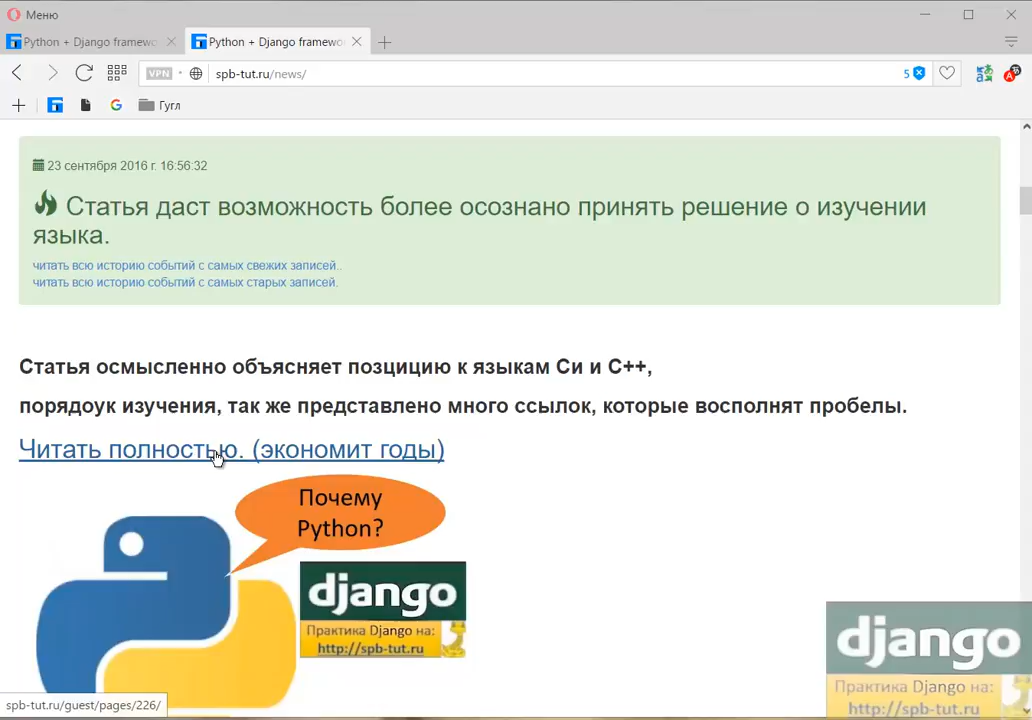 Меню
Python + Django framewo
Python + Django framewo
VPN
spb-tut.ru/news/
5
Гугл
23 сентября 2016 г. 16:56:32
Статья даст возможность более осознано принять решение о изучении
языка.
читать всю историю событий с самых свежих записей..
читать всю историю событий с самых старых записей.
Статья осмысленно объясняет позцицию к языкам Си и С++,
порядоук изучения, так же представлено много ссылок, которые восполнят пробелы.
Читать полностью. (экономит годы)
Почему
Python?
django
Практика Django на:
http://spb-tut.ru
django
Практика Django на:
http://spb-tut.ru
spb-tut.ru/guest/pages/226/